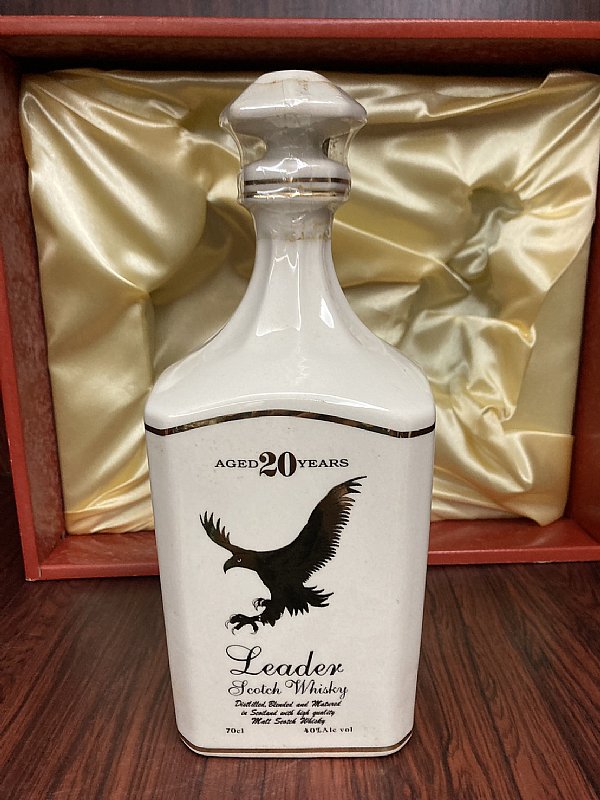 AGED 20 YEARS
Leader
Scotch Whisky
Distilled, Blended and Matured
in Scotland with high quality
Malt Scotch Whisky
70cl 40%Alc vol